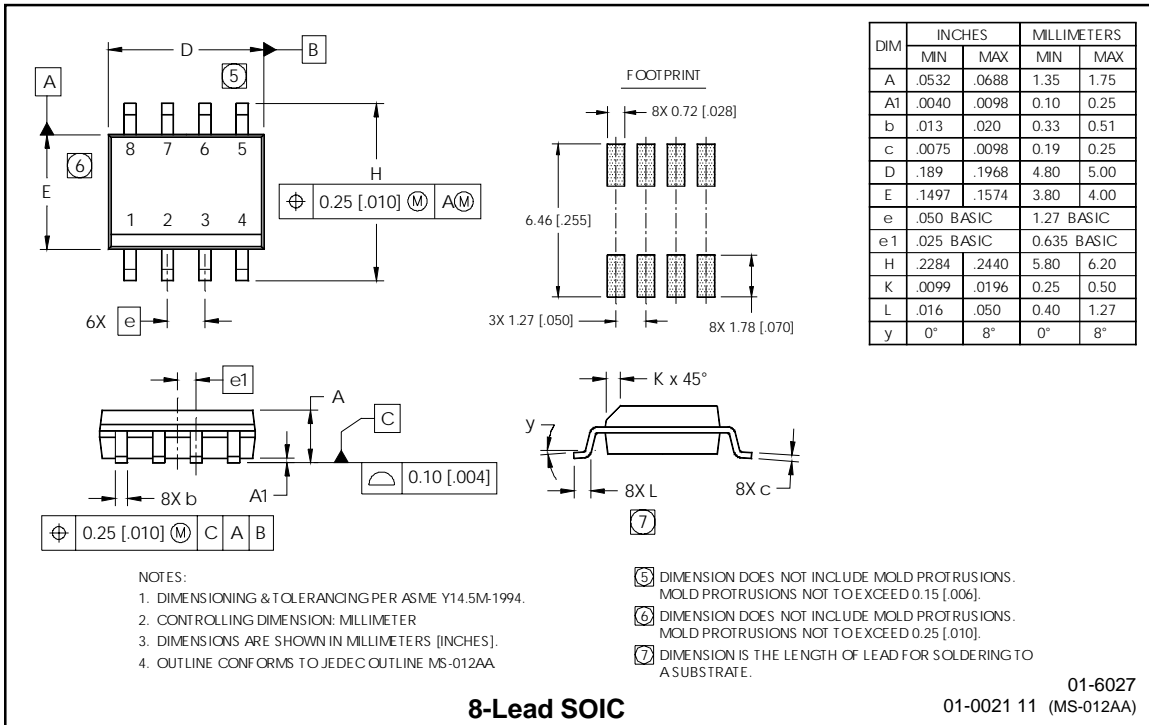 D
B
5
A
8 7 6 5
6
E
H
⌖ 0.25 [.010] Ⓜ AⓂ
1 2 3 4
6X e
FOOTPRINT
8X 0.72 [.028]
6.46 [.255]
3X 1.27 [.050]
8X 1.78 [.070]
DIM INCHES MILLIMETERS
MIN MAX MIN MAX
A .0532 .0688 1.35 1.75
A1 .0040 .0098 0.10 0.25
b .013 .020 0.33 0.51
c .0075 .0098 0.19 0.25
D .189 .1968 4.80 5.00
E .1497 .1574 3.80 4.00
e .050 BASIC 1.27 BASIC
e1 .025 BASIC 0.635 BASIC
H .2284 .2440 5.80 6.20
K .0099 .0196 0.25 0.50
L .016 .050 0.40 1.27
y 0° 8° 0° 8°
e1
A
C
⌓ 0.10 [.004]
8X b
A1
⌖ 0.25 [.010] Ⓜ C A B
K x 45°
y
8X L
8X c
7
NOTES:
1. DIMENSIONING & TOLERANCING PER ASME Y14.5M-1994.
2. CONTROLLING DIMENSION: MILLIMETER
3. DIMENSIONS ARE SHOWN IN MILLIMETERS [INCHES].
4. OUTLINE CONFORMS TO JEDEC OUTLINE MS-012AA.
5 DIMENSION DOES NOT INCLUDE MOLD PROTRUSIONS.
MOLD PROTRUSIONS NOT TO EXCEED 0.15 [.006].
6 DIMENSION DOES NOT INCLUDE MOLD PROTRUSIONS.
MOLD PROTRUSIONS NOT TO EXCEED 0.25 [.010].
7 DIMENSION IS THE LENGTH OF LEAD FOR SOLDERING TO
A SUBSTRATE.
8-Lead SOIC
01-6027
01-0021 11 (MS-012AA)